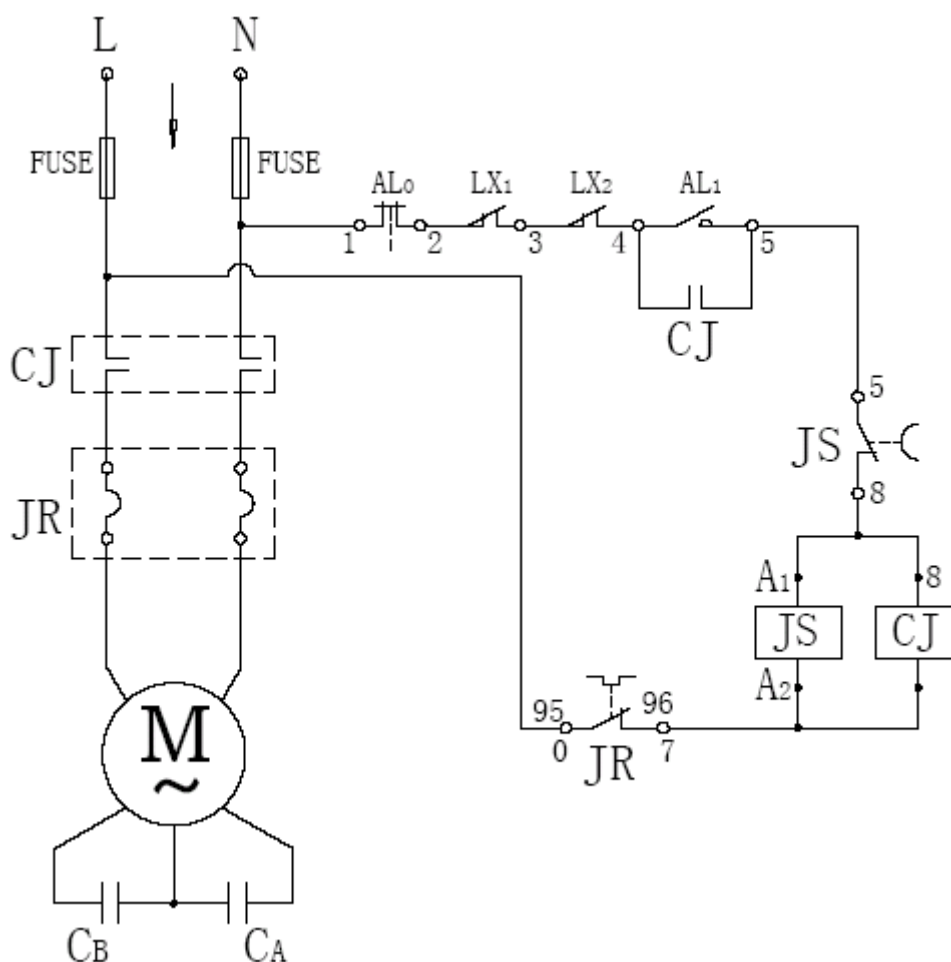 L N
FUSE FUSE
AL0 LX1 LX2 AL1
1 2 3 4 5
CJ
CJ
5
JS
8
JR
A1 8
JS CJ
A2
95 96
0 7
JR
M
~
CB CA